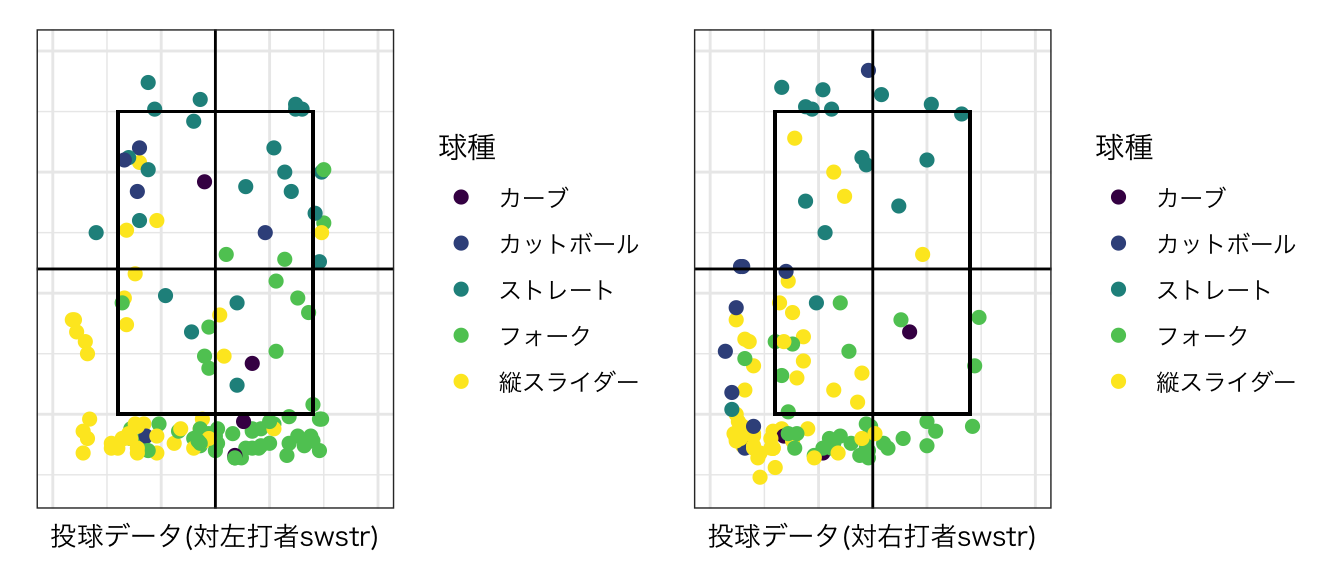 球種
カーブ
カットボール
ストレート
フォーク
縦スライダー
投球データ(対左打者swstr)
球種
カーブ
カットボール
ストレート
フォーク
縦スライダー
投球データ(対右打者swstr)